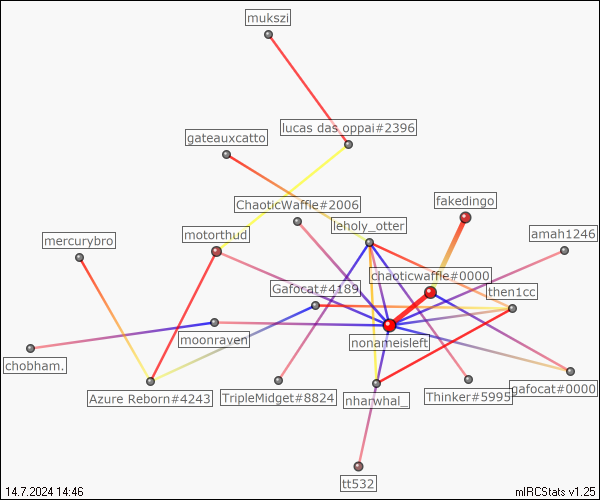 mukszi
lucas das oppai#2396
gateauxcatto
ChaoticWaffle#2006
fakedingo
leholy_otter
amah1246
mercurybro
motorthud
chaoticwaffle#0000
Gafocat#4189
then1cc
moonraven
nonameisleft
chobham.
Azure Reborn#4243
TripleMidget#8824
nharwhal_
Thinker#5995
gafocat#0000
tt532
14.7.2024 14:46
mIRCStats v1.25